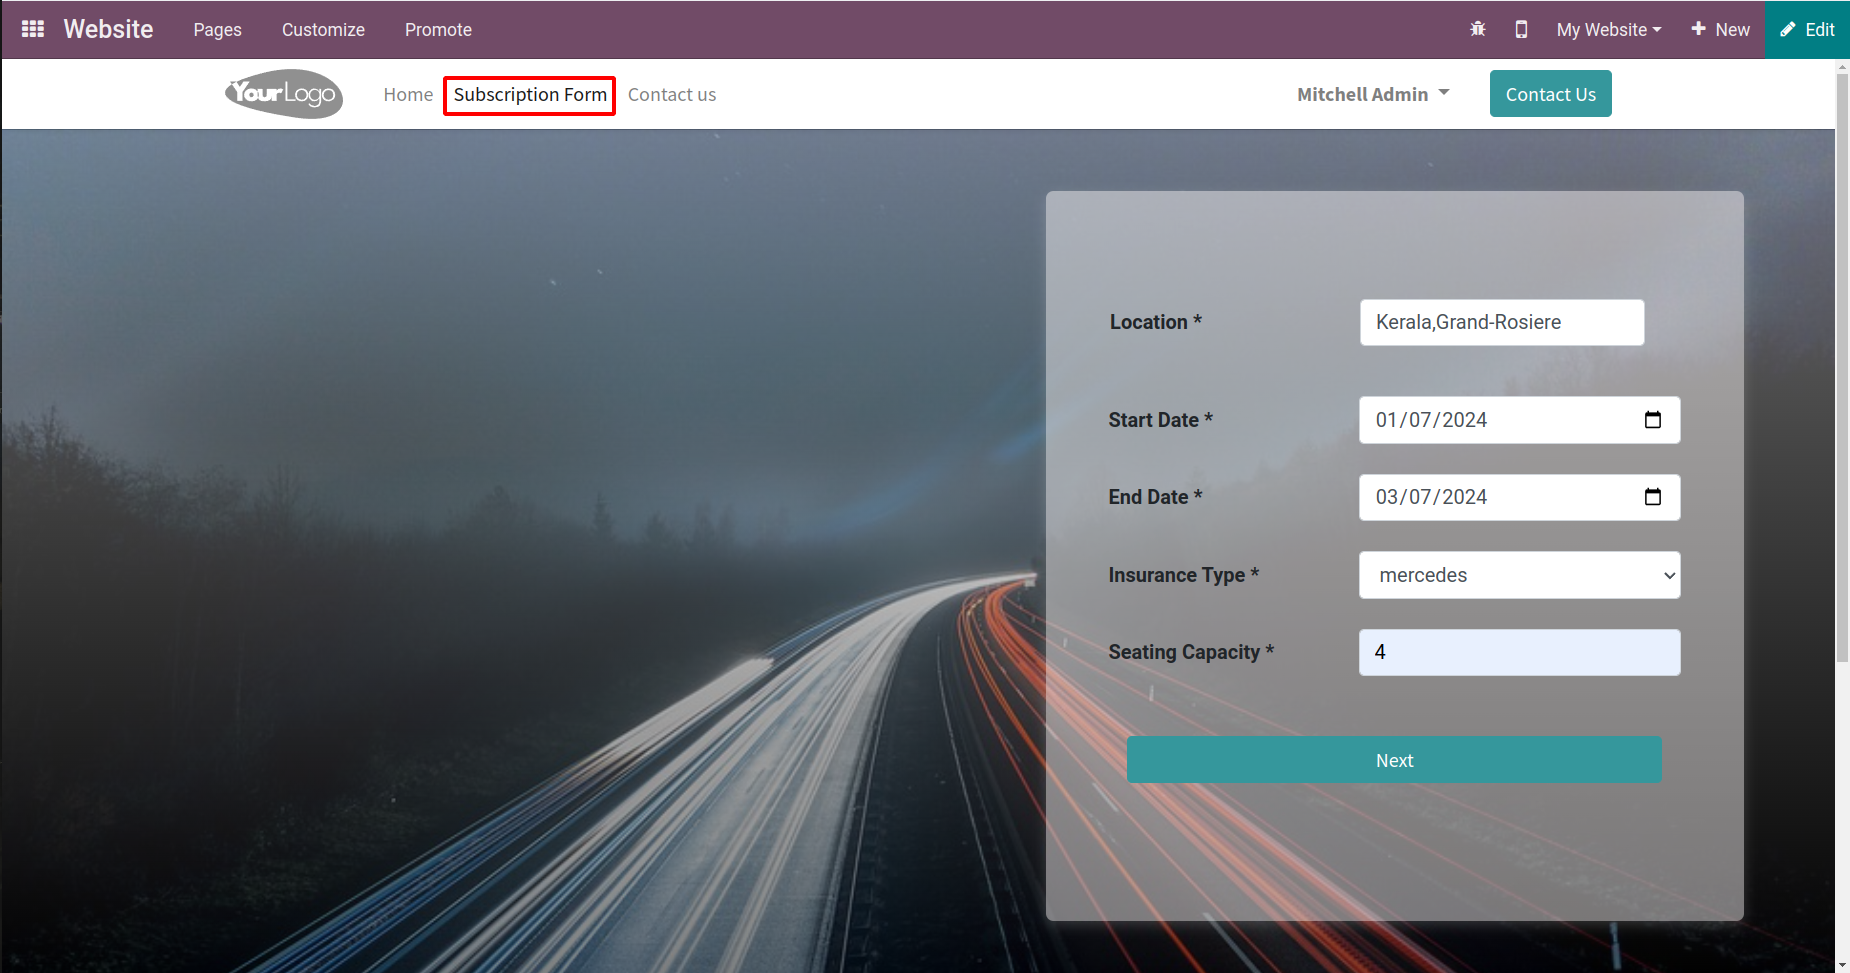 Website Pages Customize Promote My Website New Edit
YourLogo Home Subscription Form Contact us Mitchell Admin Contact Us
Location * Kerala,Grand-Rosiere
Start Date * 01/07/2024
End Date * 03/07/2024
Insurance Type * mercedes
Seating Capacity * 4
Next